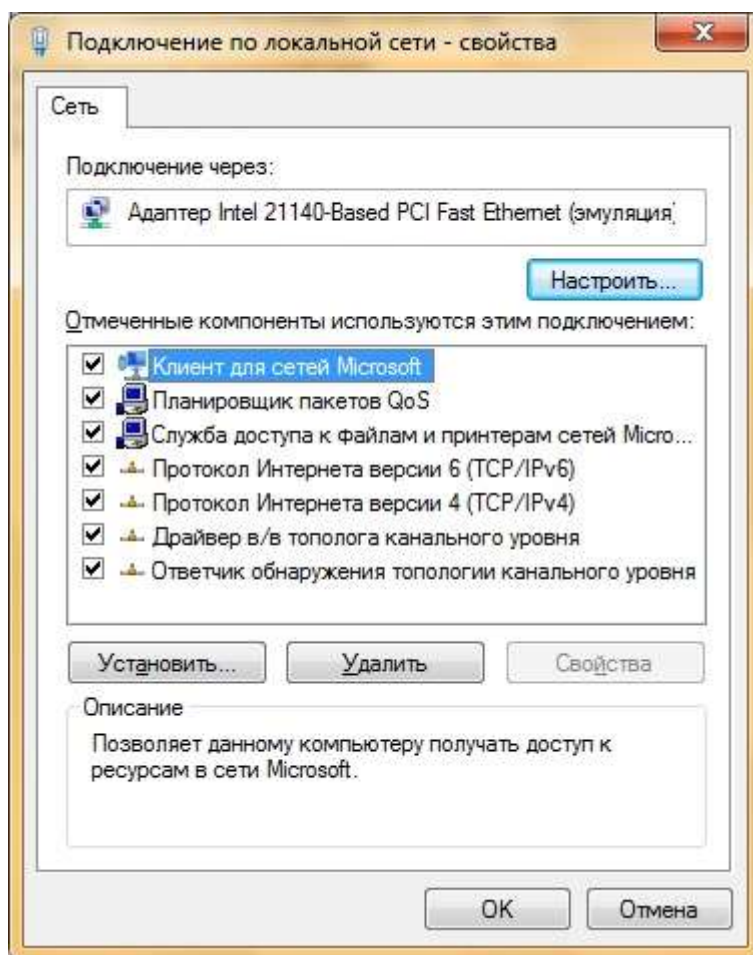 Подключение по локальной сети - свойства
Сеть
Подключение через:
Адаптер Intel 21140-Based PCI Fast Ethernet (эмуляция)
Настроить...
Отмеченные компоненты используются этим подключением:
Клиент для сетей Microsoft
Планировщик пакетов QoS
Служба доступа к файлам и принтерам сетей Micro...
Протокол Интернета версии 6 (TCP/IPv6)
Протокол Интернета версии 4 (TCP/IPv4)
Драйвер в/в тополога канального уровня
Ответчик обнаружения топологии канального уровня
Установить... Удалить Свойства
Описание
Позволяет данному компьютеру получать доступ к
ресурсам в сети Microsoft.
OK Отмена